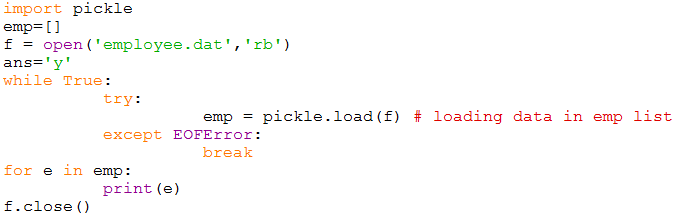 import pickle
emp=[]
f = open('employee.dat','rb')
ans='y'
while True:
        try:
                emp = pickle.load(f) # loading data in emp list
        except EOFError:
                break
for e in emp:
        print(e)
f.close()